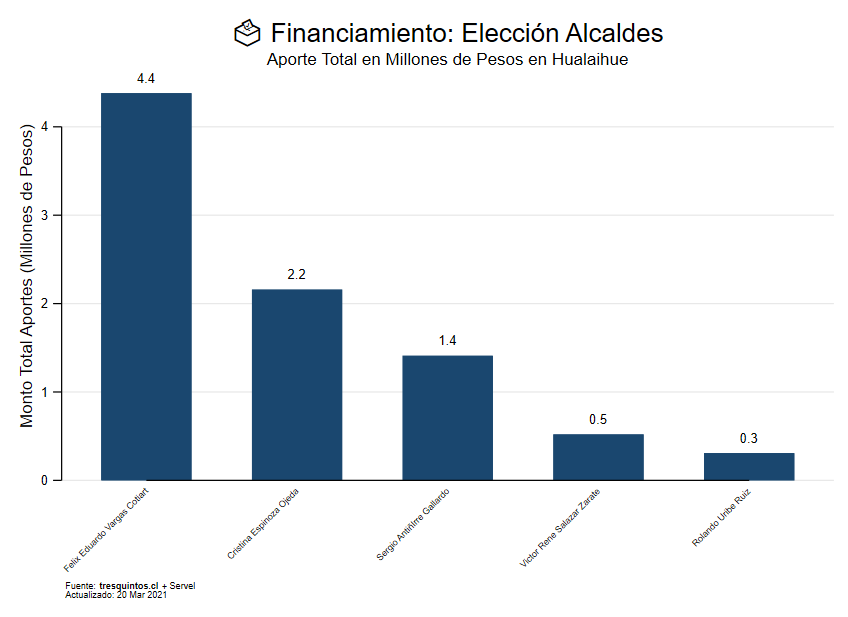 Financiamiento: Elección Alcaldes
Aporte Total en Millones de Pesos en Hualaihue
Monto Total Aportes (Millones de Pesos)
4
3
2
1
0
4.4
2.2
1.4
0.5
0.3
Felix Eduardo Vargas Cotiart
Cristina Espinoza Ojeda
Sergio Antiñirre Gallardo
Victor Rene Salazar Zarate
Rolando Uribe Ruiz
Fuente: tresquintos.cl + Servel
Actualizado: 20 Mar 2021